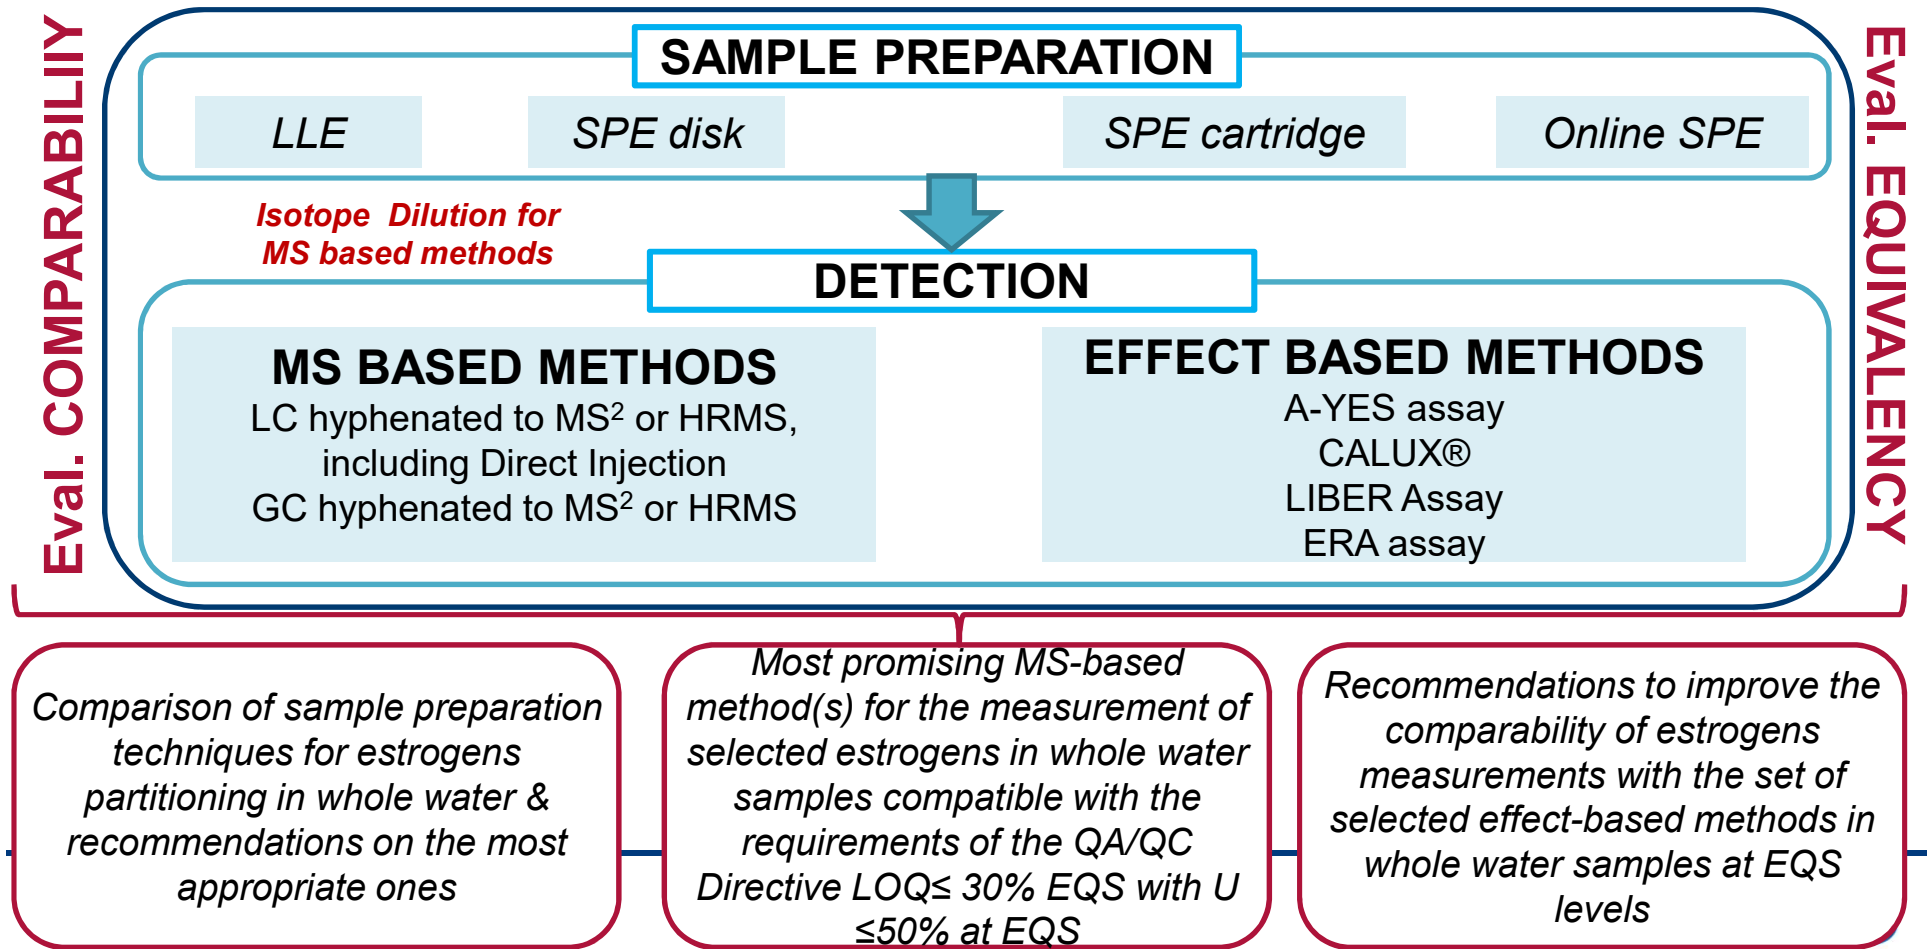 Eval. COMPARABILIIY
SAMPLE PREPARATION
LLE
SPE disk
SPE cartridge
Online SPE
Isotope Dilution for
MS based methods
DETECTION
MS BASED METHODS
LC hyphenated to MS² or HRMS,
including Direct Injection
GC hyphenated to MS² or HRMS
EFFECT BASED METHODS
A-YES assay
CALUX®
LIBER Assay
ERA assay
Eval. EQUIVALENCY
Comparison of sample preparation
techniques for estrogens
partitioning in whole water &
recommendations on the most
appropriate ones
Most promising MS-based
method(s) for the measurement of
selected estrogens in whole water
samples compatible with the
requirements of the QA/QC
Directive LOQ≤ 30% EQS with U
≤50% at EQS
Recommendations to improve the
comparability of estrogens
measurements with the set of
selected effect-based methods in
whole water samples at EQS
levels